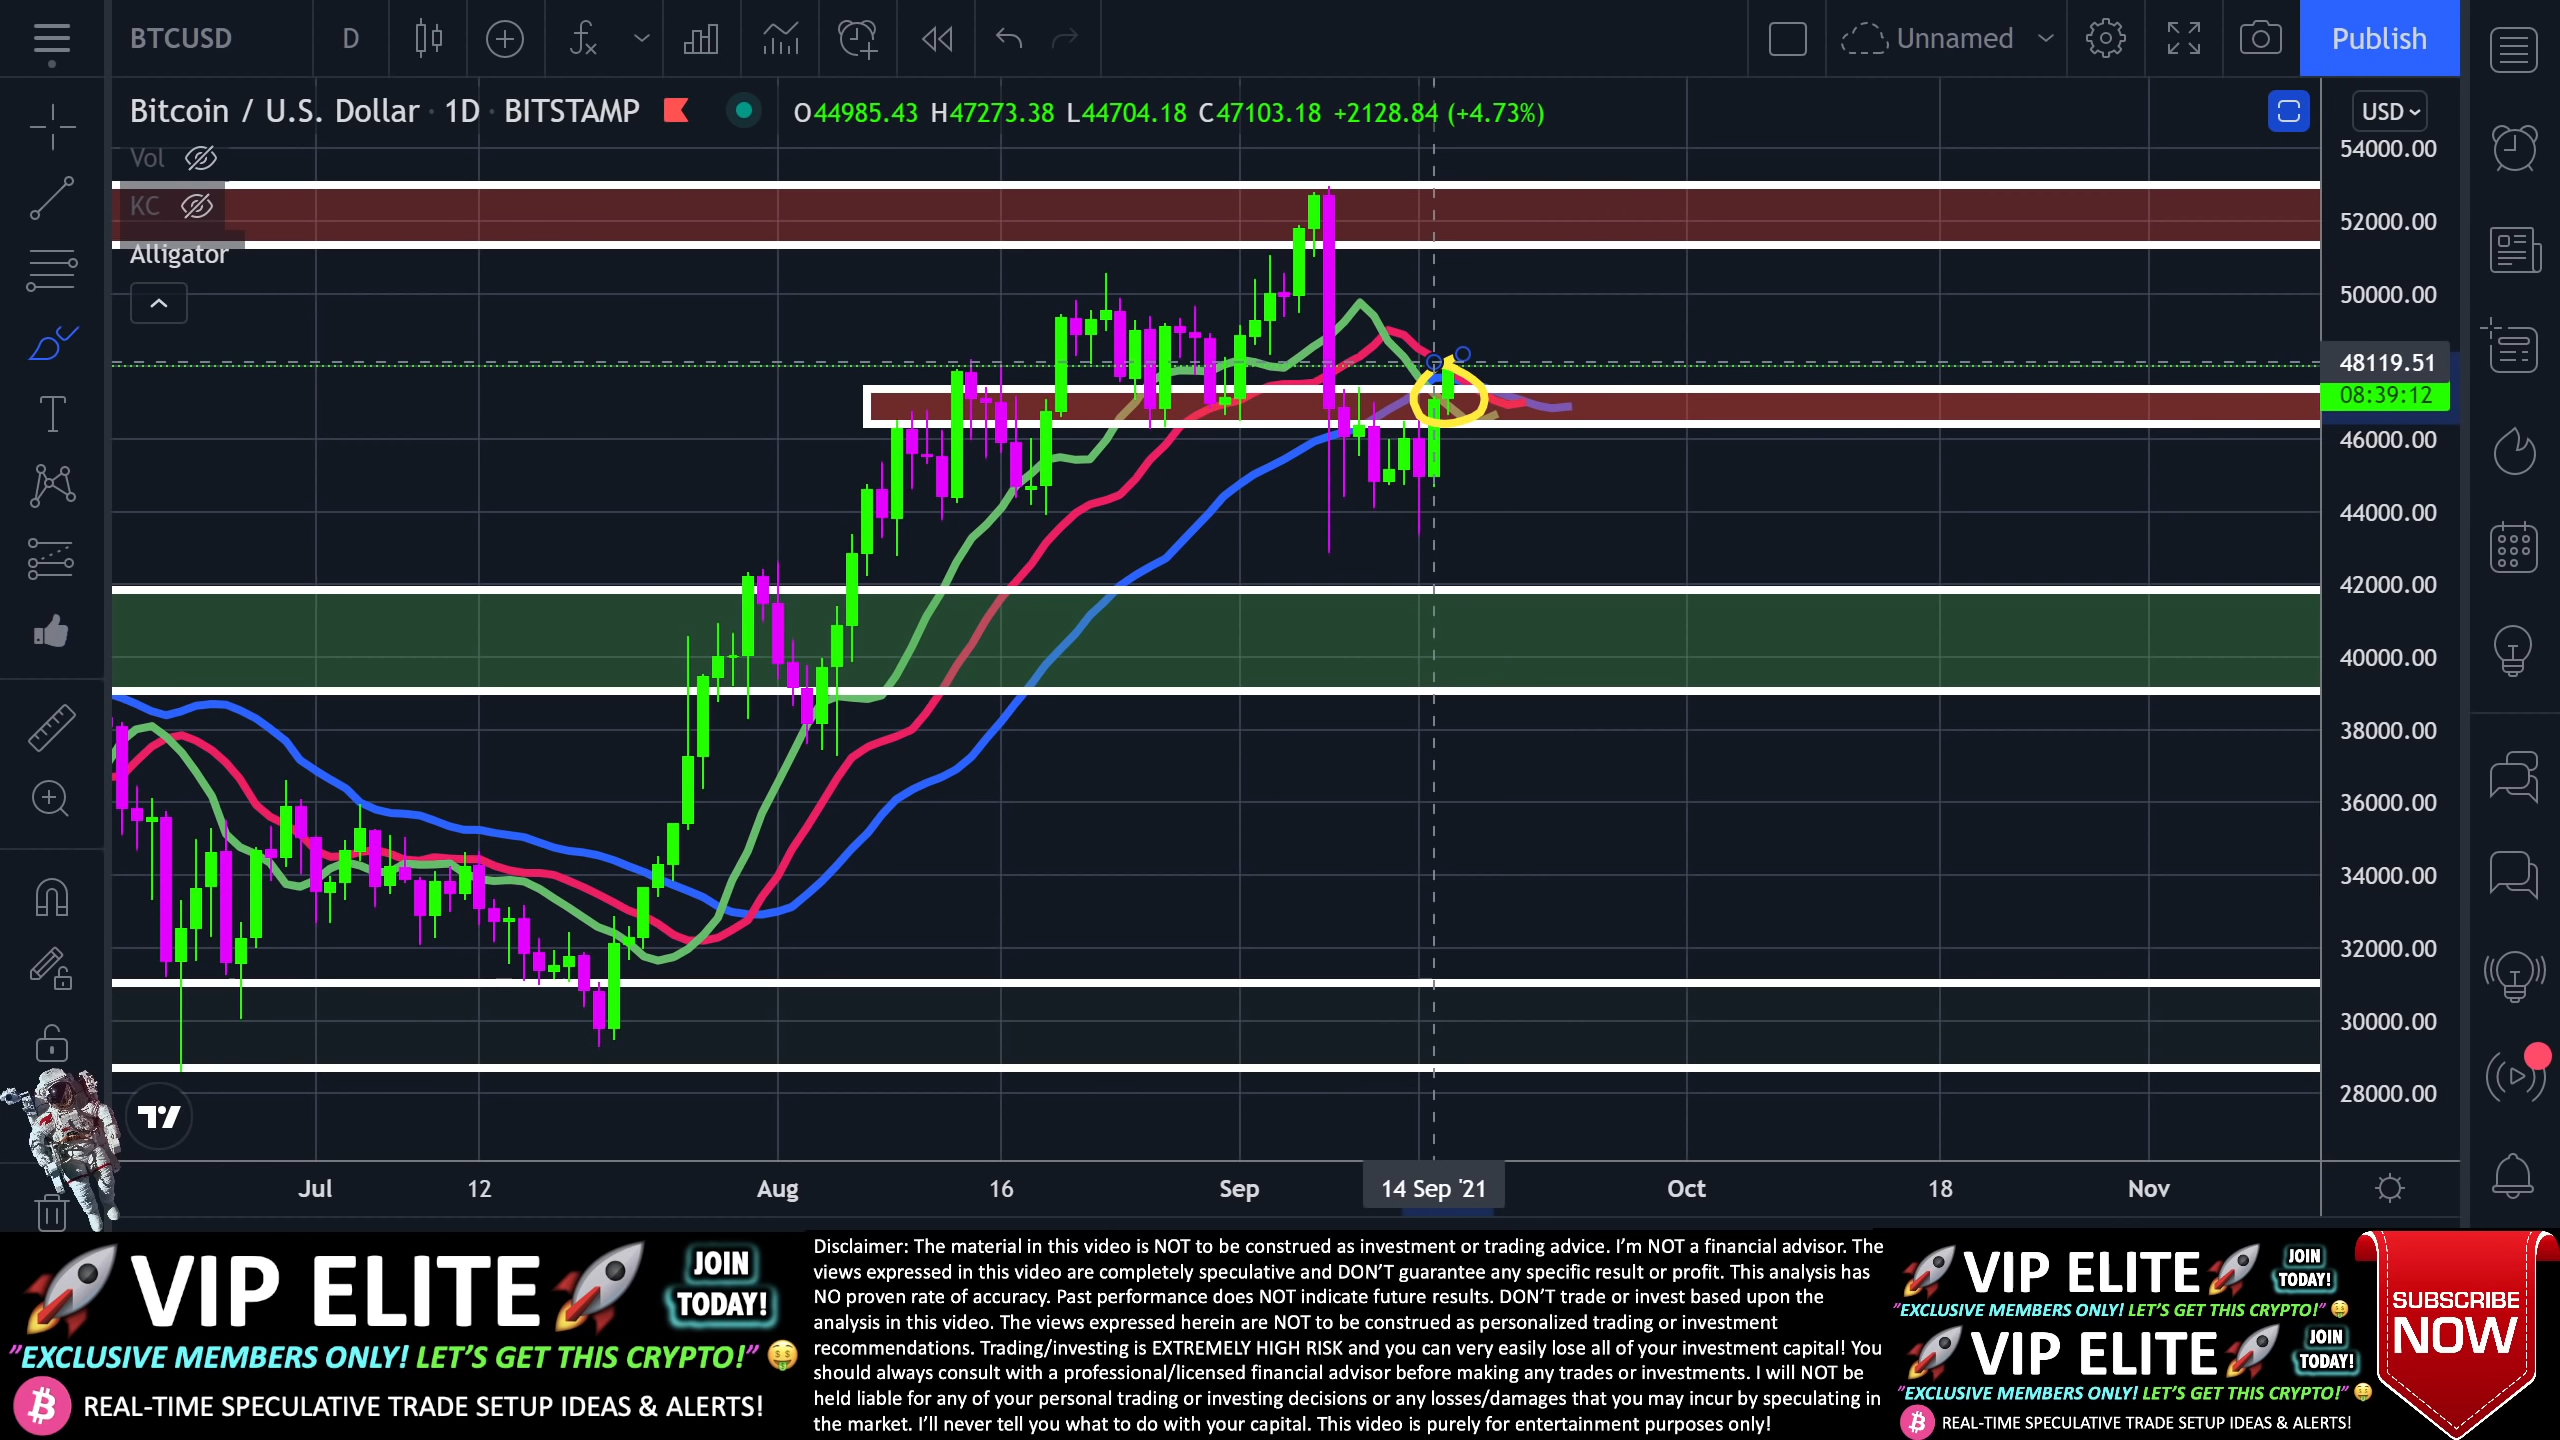 BTCUSD D Unnamed Publish
Bitcoin / U.S. Dollar · 1D · BITSTAMP O44985.43 H47273.38 L44704.18 C47103.18 +2128.84 (+4.73%) USD
Vol
KC
Alligator
54000.00
52000.00
50000.00
48119.51
08:39:12
46000.00
44000.00
42000.00
40000.00
38000.00
36000.00
34000.00
32000.00
30000.00
28000.00
Jul 12 Aug 16 Sep 14 Sep '21 Oct 18 Nov
VIP ELITE
JOIN
TODAY!
"EXCLUSIVE MEMBERS ONLY! LET'S GET THIS CRYPTO!"
REAL-TIME SPECULATIVE TRADE SETUP IDEAS & ALERTS!
Disclaimer: The material in this video is NOT to be construed as investment or trading advice. I'm NOT a financial advisor. The
views expressed in this video are completely speculative and DON'T guarantee any specific result or profit. This analysis has
NO proven rate of accuracy. Past performance does NOT indicate future results. DON'T trade or invest based upon the
analysis in this video. The views expressed herein are NOT to be construed as personalized trading or investment
recommendations. Trading/investing is EXTREMELY HIGH RISK and you can very easily lose all of your investment capital! You
should always consult with a professional/licensed financial advisor before making any trades or investments. I will NOT be
held liable for any of your personal trading or investing decisions or any losses/damages that you may incur by speculating in
the market. I'll never tell you what to do with your capital. This video is purely for entertainment purposes only!
VIP ELITE
JOIN
TODAY!
"EXCLUSIVE MEMBERS ONLY! LET'S GET THIS CRYPTO!"
VIP ELITE
JOIN
TODAY!
"EXCLUSIVE MEMBERS ONLY! LET'S GET THIS CRYPTO!"
REAL-TIME SPECULATIVE TRADE SETUP IDEAS & ALERTS!
SUBSCRIBE
NOW